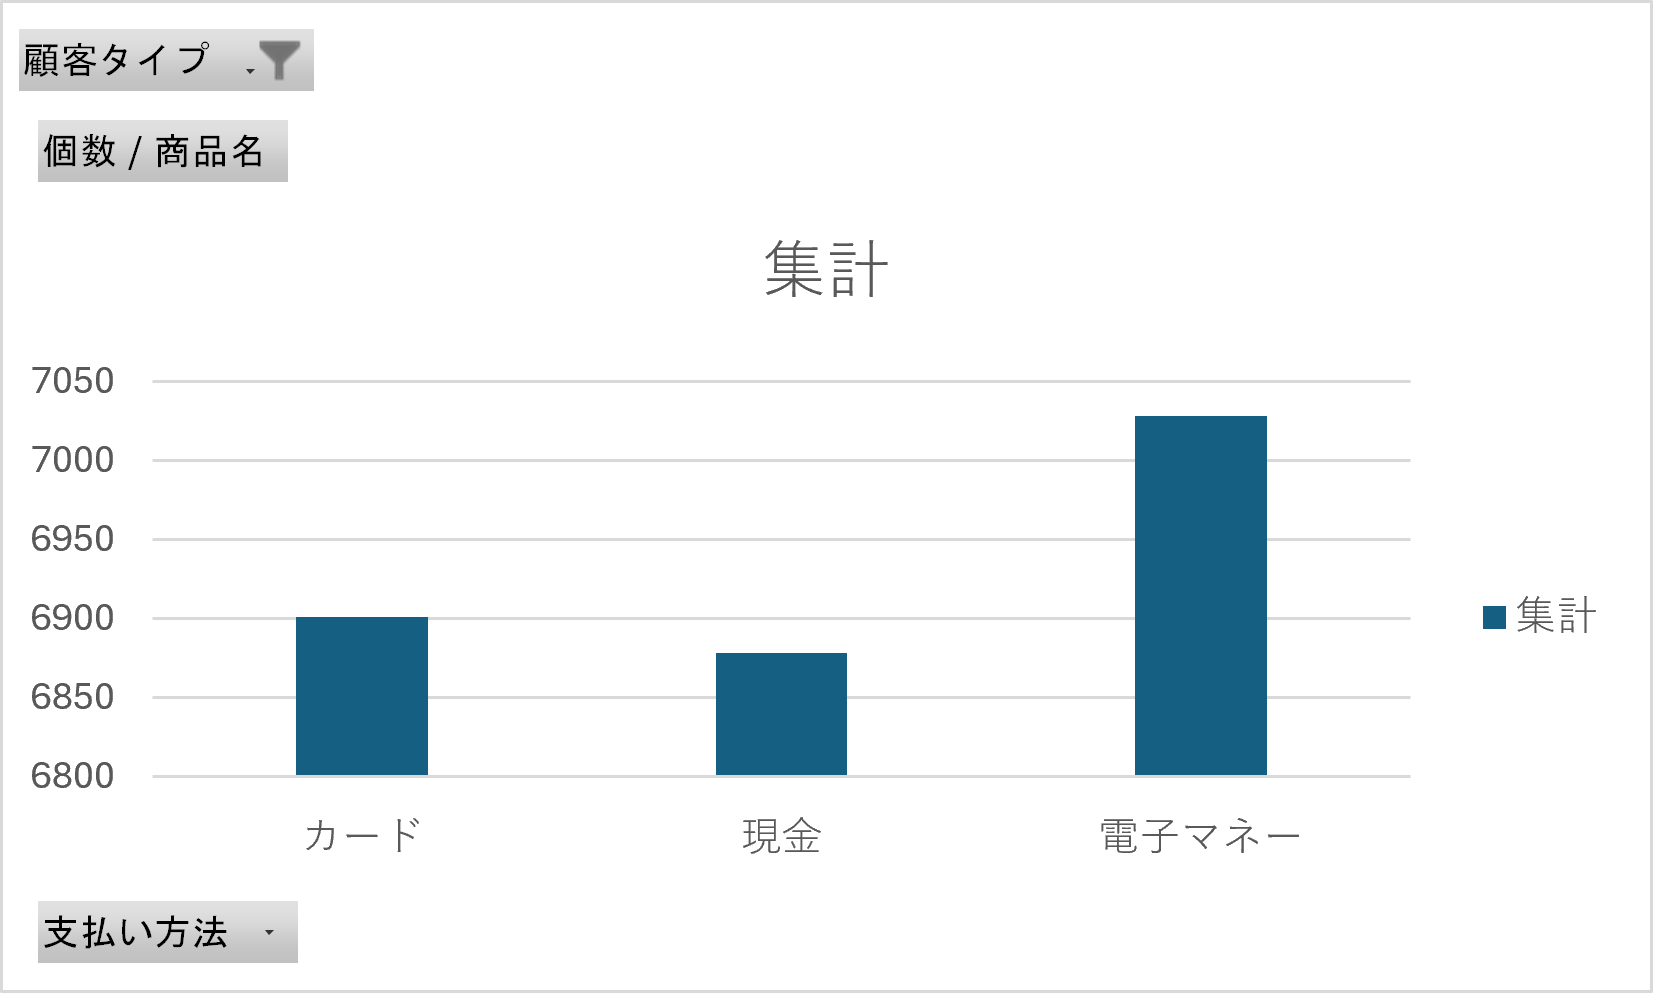 顧客タイプ
個数 / 商品名
集計
7050
7000
6950
6900
6850
6800
集計
カード 現金 電子マネー
支払い方法